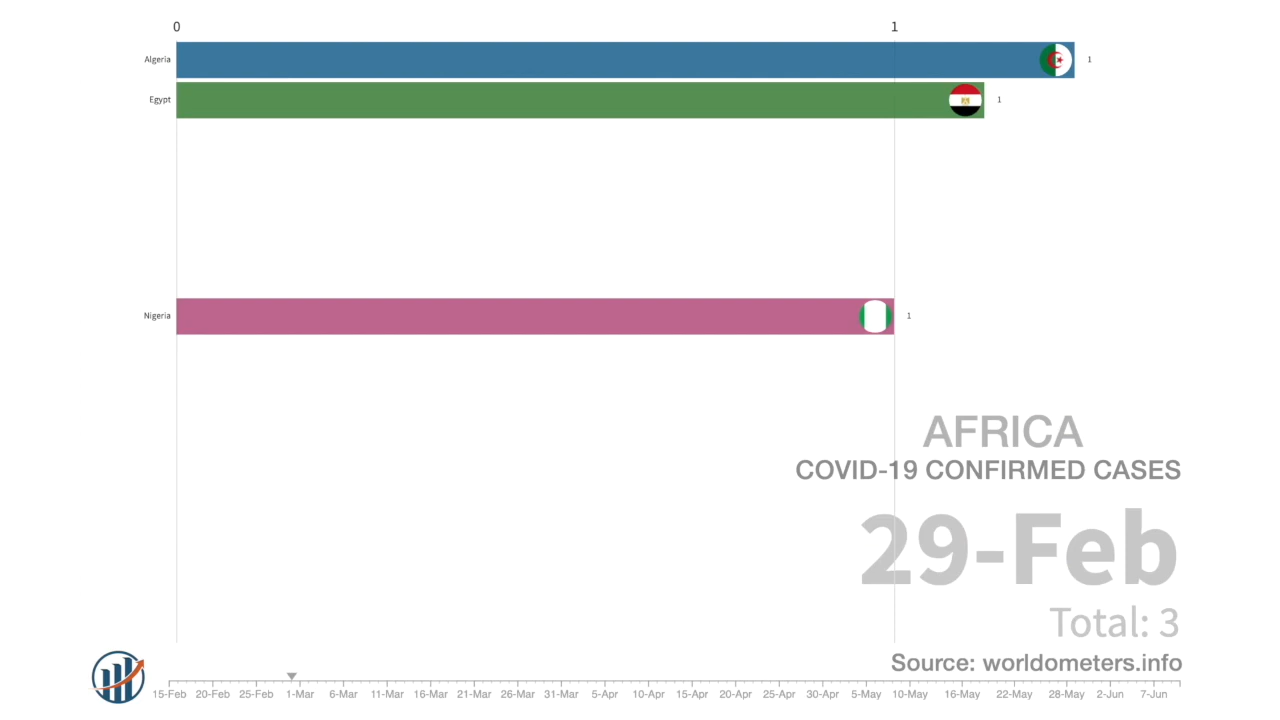 0 1
Algeria 1
Egypt 1
Nigeria 1
AFRICA
COVID-19 CONFIRMED CASES
29-Feb
Total: 3
Source: worldometers.info
15-Feb 20-Feb 25-Feb 1-Mar 6-Mar 11-Mar 16-Mar 21-Mar 26-Mar 31-Mar 5-Apr 10-Apr 15-Apr 20-Apr 25-Apr 30-Apr 5-May 10-May 16-May 22-May 28-May 2-Jun 7-Jun